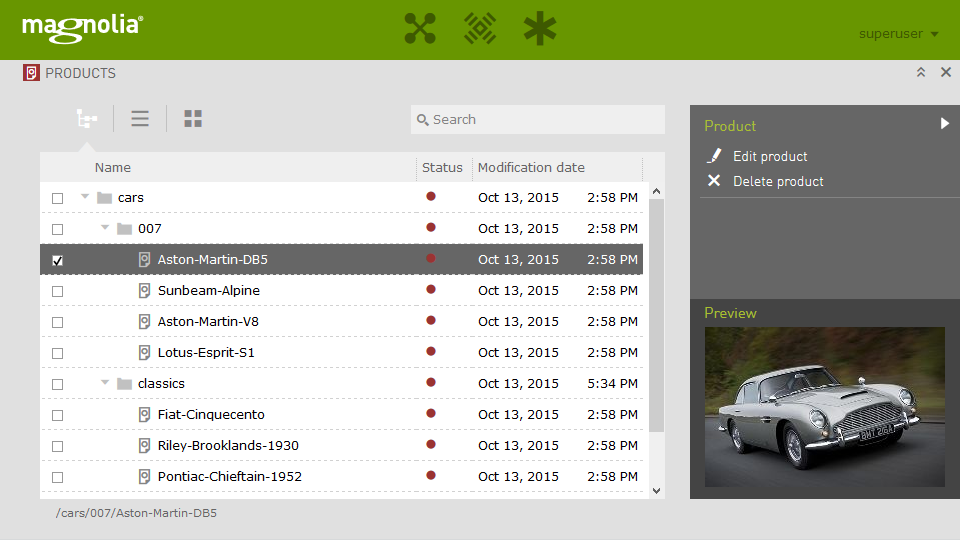 magnolia®
superuser
PRODUCTS
Search
Name Status Modification date
cars Oct 13, 2015 2:58 PM
007 Oct 13, 2015 2:58 PM
Aston-Martin-DB5 Oct 13, 2015 2:58 PM
Sunbeam-Alpine Oct 13, 2015 2:58 PM
Aston-Martin-V8 Oct 13, 2015 2:58 PM
Lotus-Esprit-S1 Oct 13, 2015 2:58 PM
classics Oct 13, 2015 5:34 PM
Fiat-Cinquecento Oct 13, 2015 2:58 PM
Riley-Brooklands-1930 Oct 13, 2015 2:58 PM
Pontiac-Chieftain-1952 Oct 13, 2015 2:58 PM
/cars/007/Aston-Martin-DB5
Product
Edit product
Delete product
Preview
BMT 216A